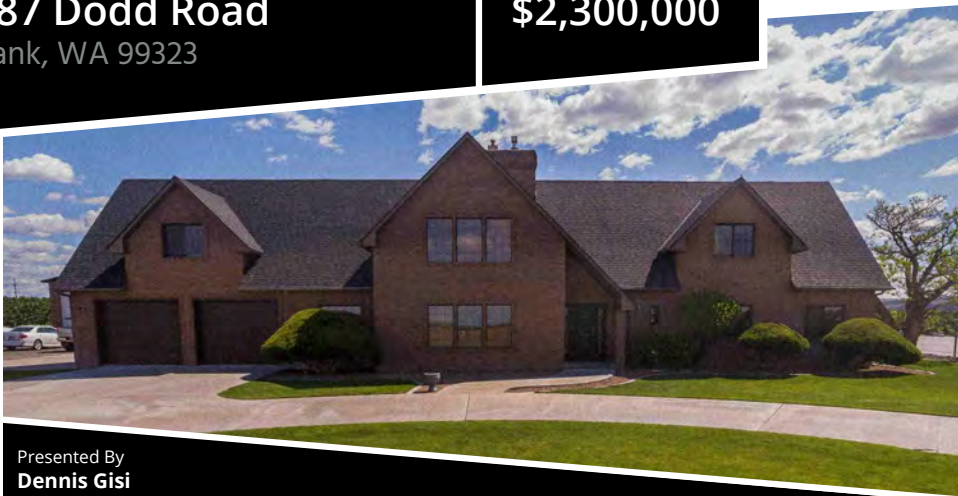 87 Dodd Road
ank, WA 99323
$2,300,000
Presented By
Dennis Gisi